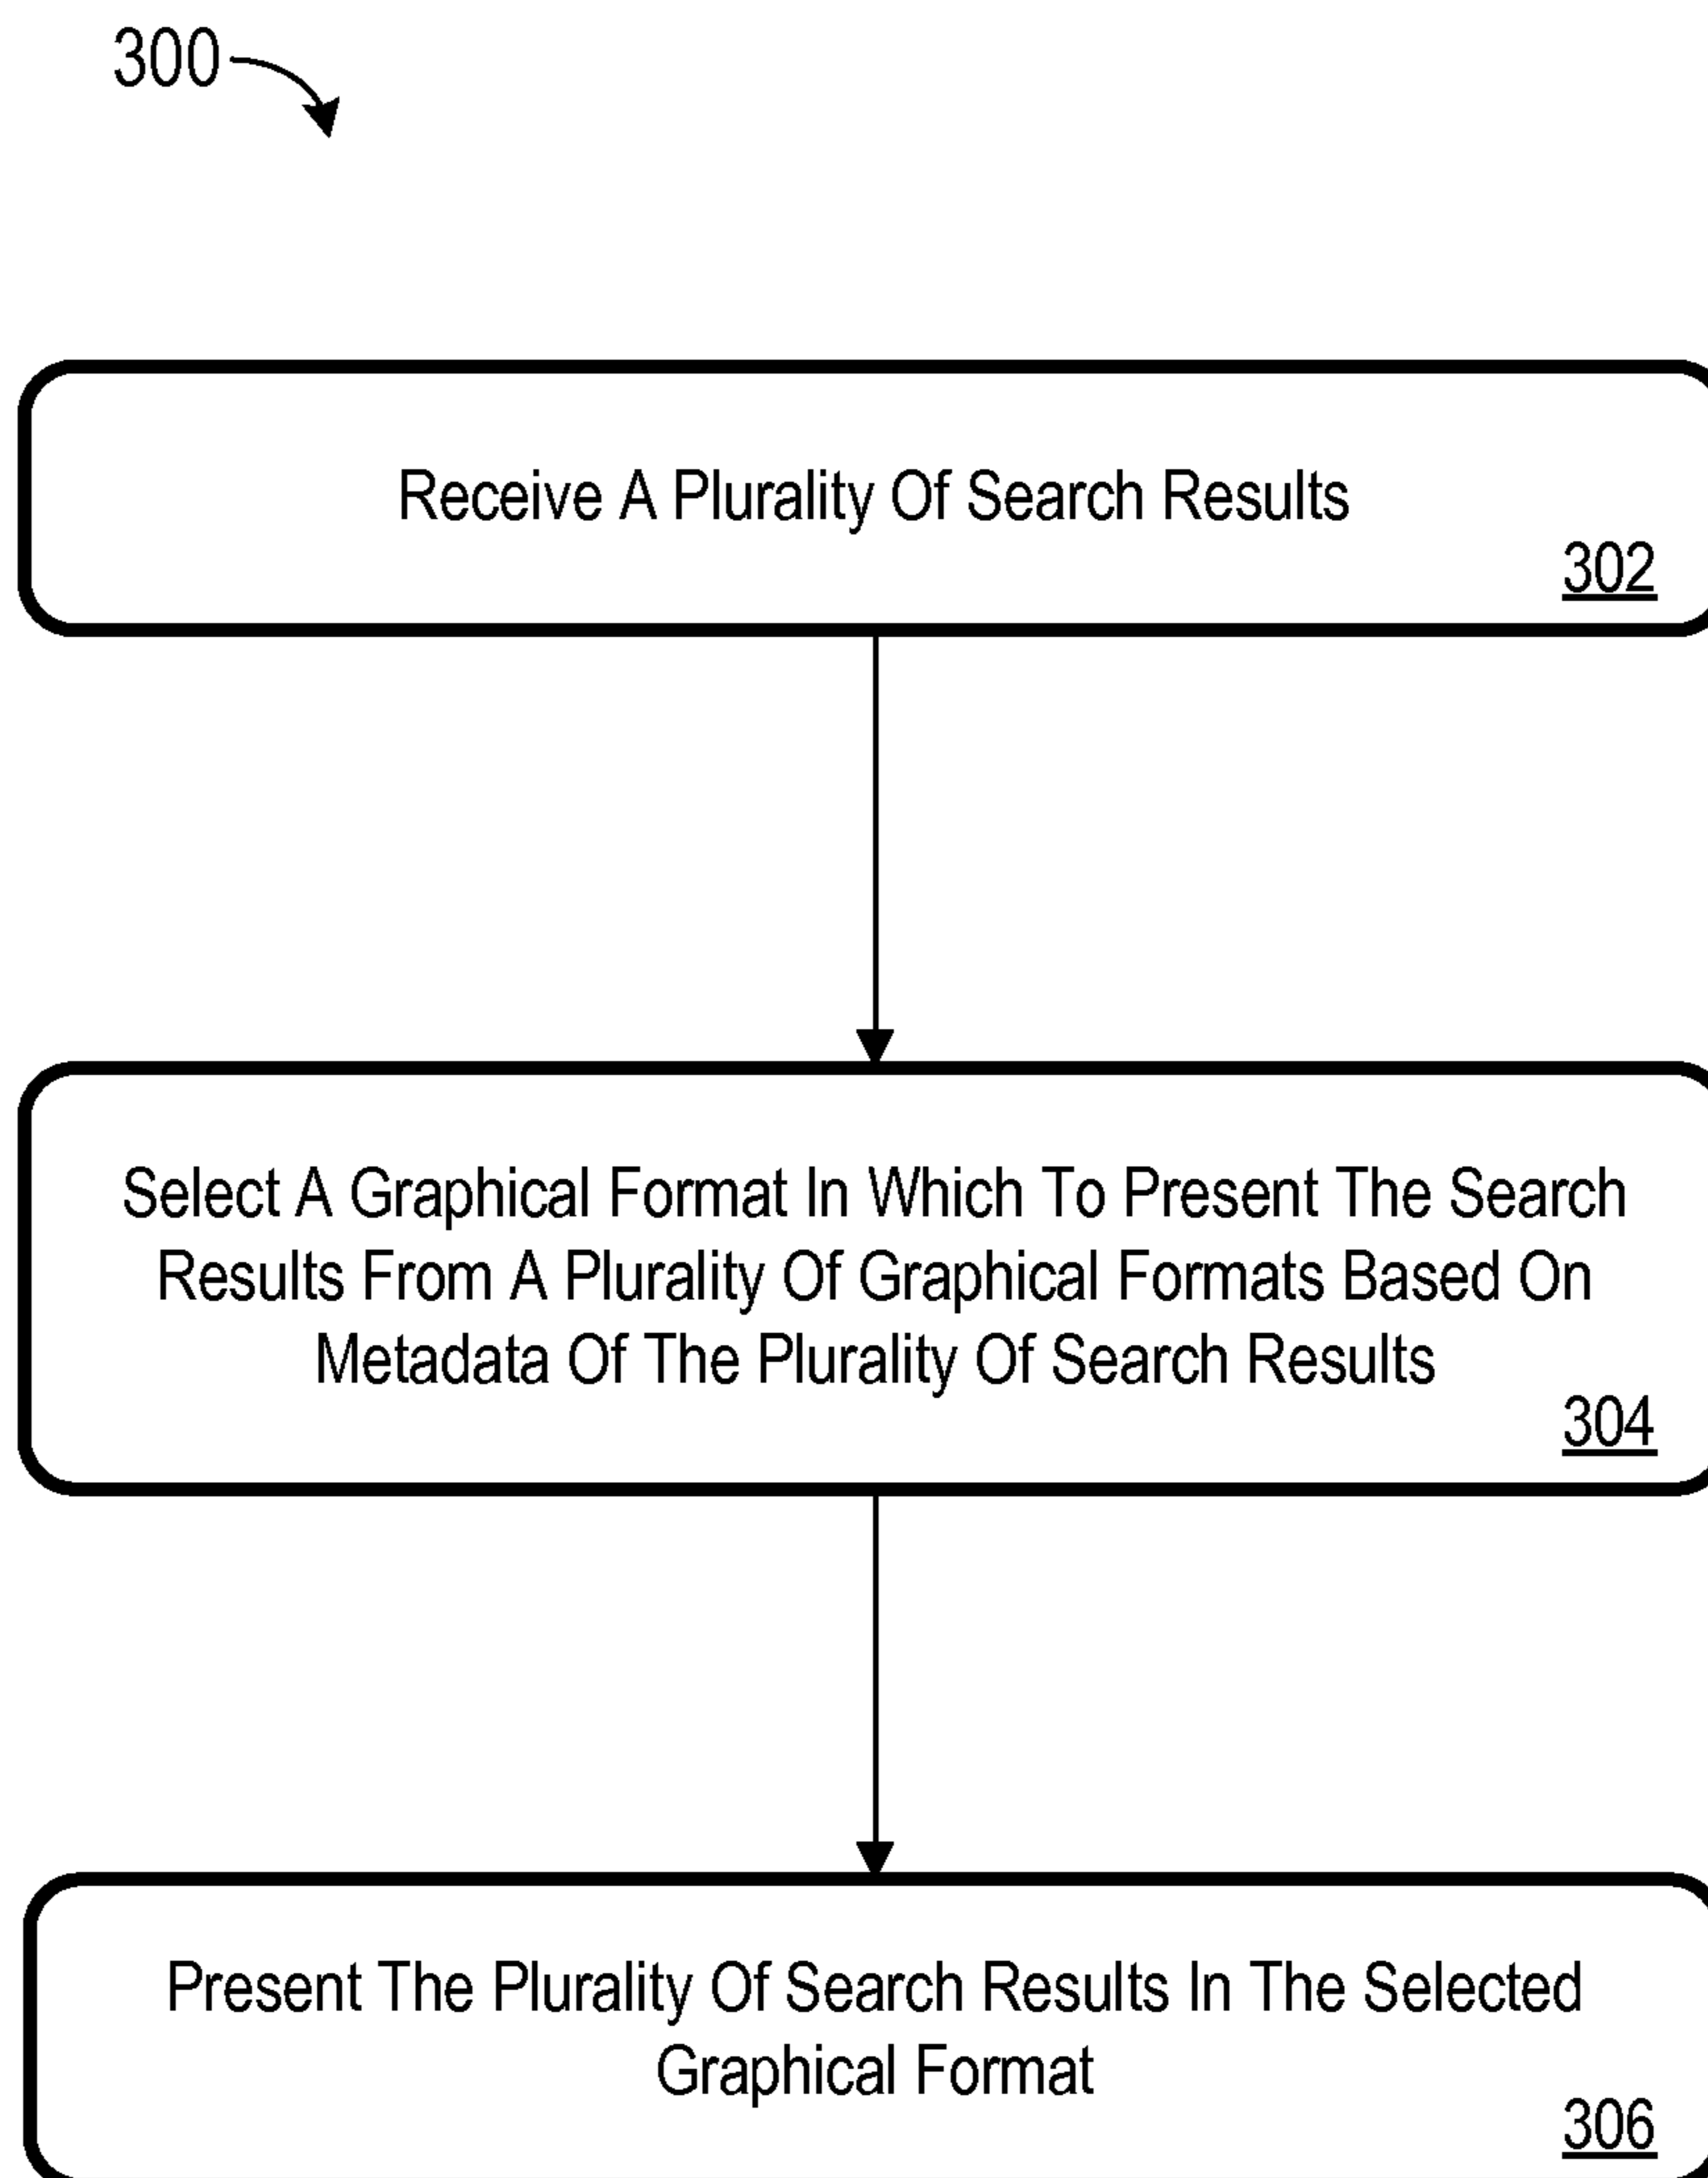 300
Receive A Plurality Of Search Results
302
Select A Graphical Format In Which To Present The Search
Results From A Plurality Of Graphical Formats Based On
Metadata Of The Plurality Of Search Results
304
Present The Plurality Of Search Results In The Selected
Graphical Format
306